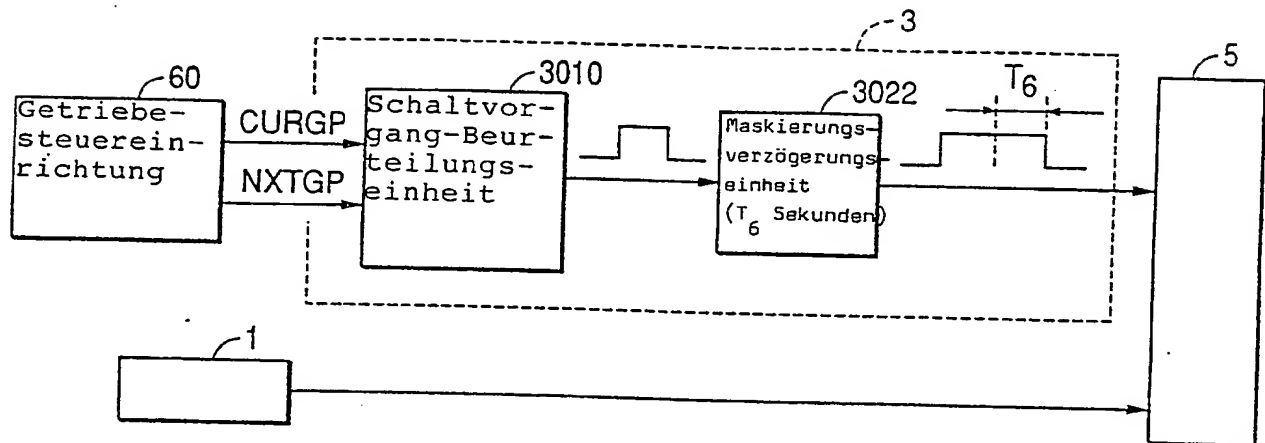 3
60
3010
3022
T6
5
Getriebe-
steuerein-
richtung
CURGP
NXTGP
Schaltvor-
gang-Beur-
teilungs-
einheit
Maskierungs-
verzögerungs-
einheit
(T6 Sekunden)
1